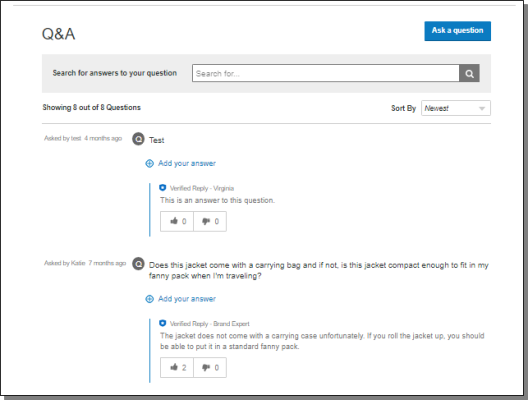 Q&A
Ask a question
Search for answers to your question
Search for...
Showing 8 out of 8 Questions
Sort By
Newest
Asked by test 4 months ago
Q
Test
Add your answer
Verified Reply - Virginia
This is an answer to this question.
0
0
Asked by Katie 7 months ago
Q
Does this jacket come with a carrying bag and if not, is this jacket compact enough to fit in my
fanny pack when I'm traveling?
Add your answer
Verified Reply - Brand Expert
The jacket does not come with a carrying case unfortunately. If you roll the jacket up, you should
be able to put it in a standard fanny pack.
2
0